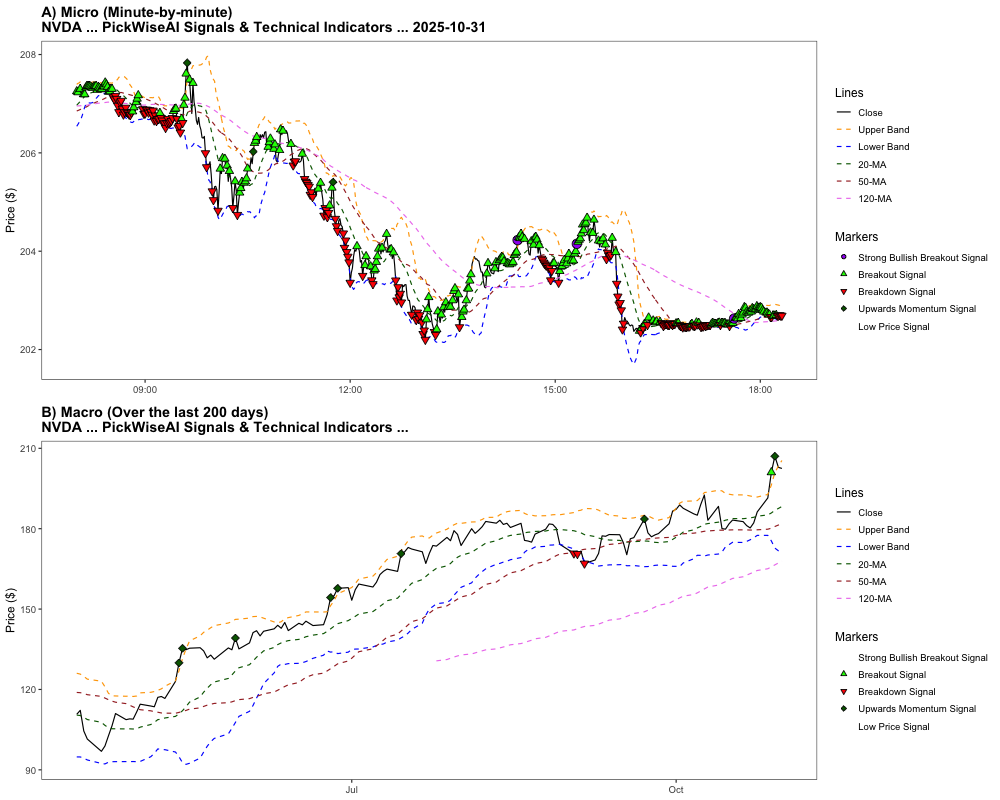 A) Micro (Minute-by-minute)
NVDA ... PickWiseAI Signals & Technical Indicators ... 2025-10-31
208
206
204
202
Price ($)
09:00
12:00
15:00
18:00
Lines
Close
Upper Band
Lower Band
20-MA
50-MA
120-MA
Markers
Strong Bullish Breakout Signal
Breakout Signal
Breakdown Signal
Upwards Momentum Signal
Low Price Signal
B) Macro (Over the last 200 days)
NVDA ... PickWiseAI Signals & Technical Indicators ...
210
180
150
120
90
Price ($)
Jul
Oct
Lines
Close
Upper Band
Lower Band
20-MA
50-MA
120-MA
Markers
Strong Bullish Breakout Signal
Breakout Signal
Breakdown Signal
Upwards Momentum Signal
Low Price Signal